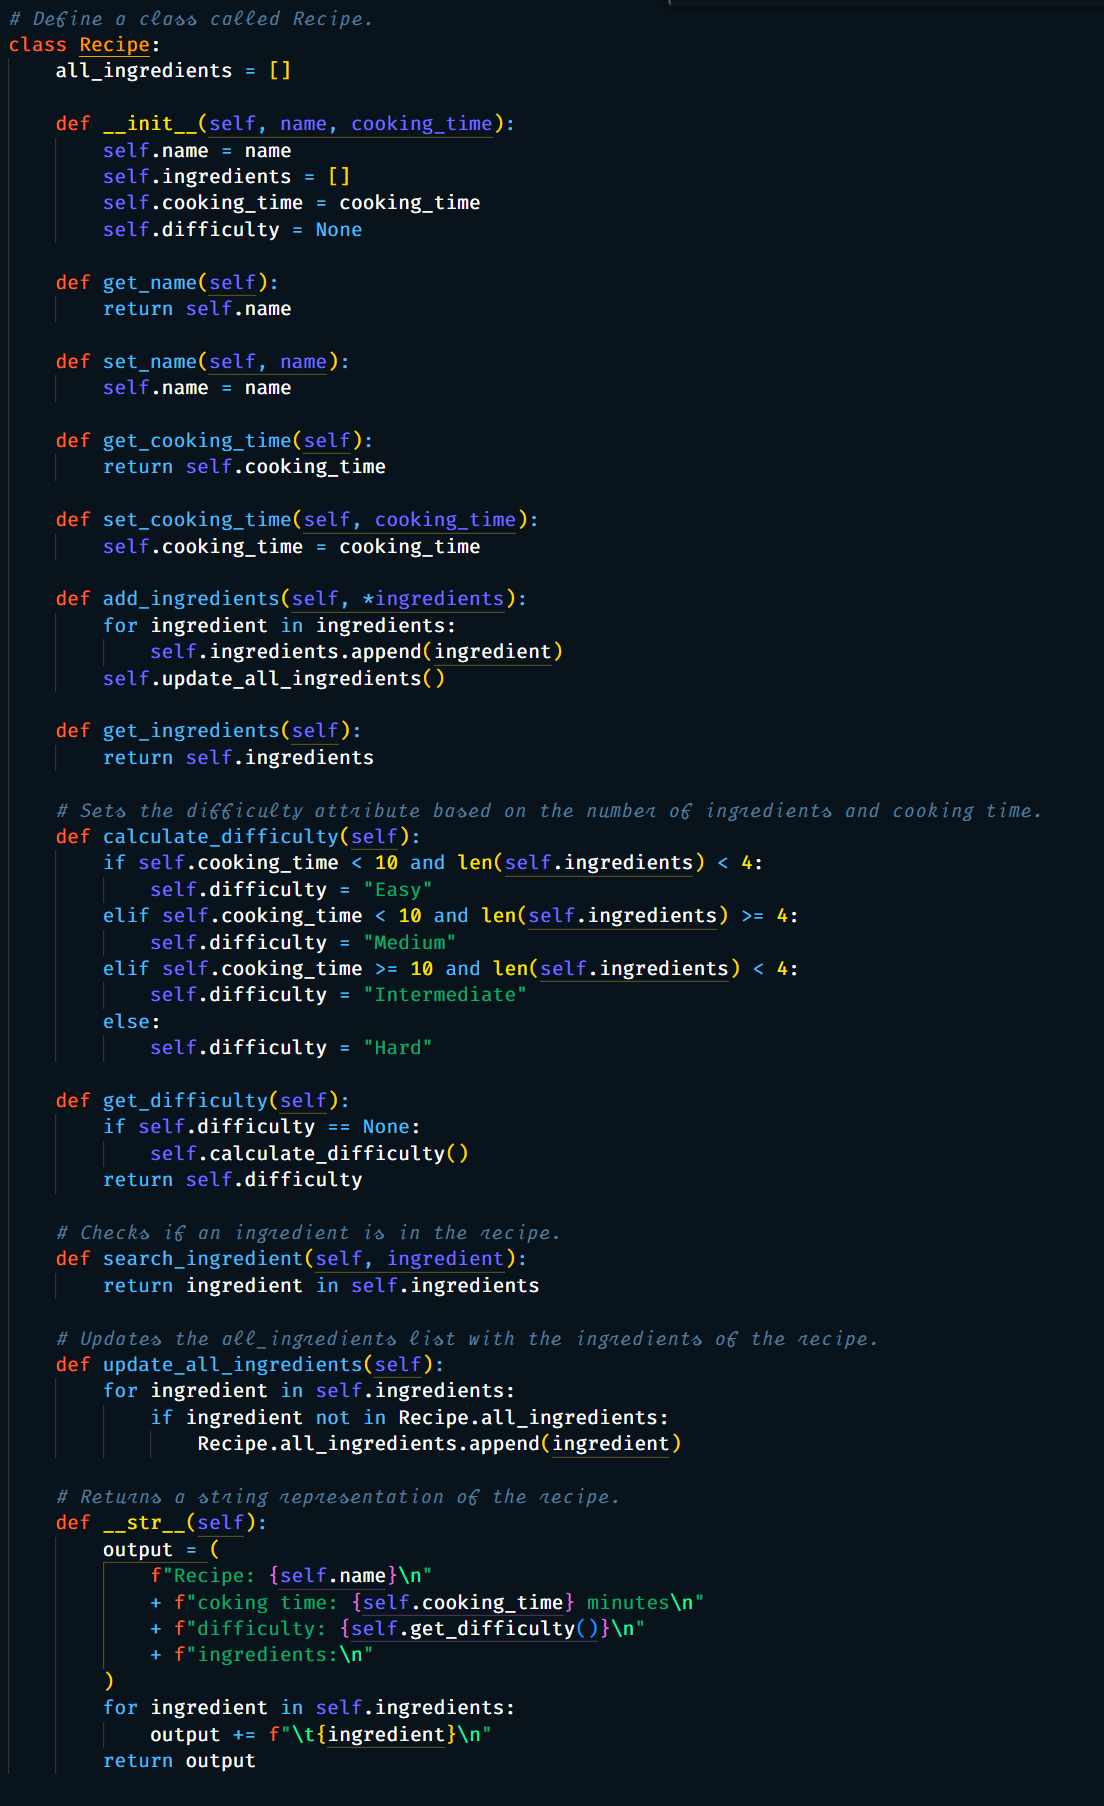 # Define a class called Recipe.
class Recipe:
    all_ingredients = []

    def __init__(self, name, cooking_time):
        self.name = name
        self.ingredients = []
        self.cooking_time = cooking_time
        self.difficulty = None

    def get_name(self):
        return self.name

    def set_name(self, name):
        self.name = name

    def get_cooking_time(self):
        return self.cooking_time

    def set_cooking_time(self, cooking_time):
        self.cooking_time = cooking_time

    def add_ingredients(self, *ingredients):
        for ingredient in ingredients:
            self.ingredients.append(ingredient)
        self.update_all_ingredients()

    def get_ingredients(self):
        return self.ingredients

    # Sets the difficulty attribute based on the number of ingredients and cooking time.
    def calculate_difficulty(self):
        if self.cooking_time < 10 and len(self.ingredients) < 4:
            self.difficulty = "Easy"
        elif self.cooking_time < 10 and len(self.ingredients) >= 4:
            self.difficulty = "Medium"
        elif self.cooking_time >= 10 and len(self.ingredients) < 4:
            self.difficulty = "Intermediate"
        else:
            self.difficulty = "Hard"

    def get_difficulty(self):
        if self.difficulty == None:
            self.calculate_difficulty()
        return self.difficulty

    # Checks if an ingredient is in the recipe.
    def search_ingredient(self, ingredient):
        return ingredient in self.ingredients

    # Updates the all_ingredients list with the ingredients of the recipe.
    def update_all_ingredients(self):
        for ingredient in self.ingredients:
            if ingredient not in Recipe.all_ingredients:
                Recipe.all_ingredients.append(ingredient)

    # Returns a string representation of the recipe.
    def __str__(self):
        output = (
            f"Recipe: {self.name}\n"
            + f"coking time: {self.cooking_time} minutes\n"
            + f"difficulty: {self.get_difficulty()}\n"
            + f"ingredients:\n"
        )
        for ingredient in self.ingredients:
            output += f"\t{ingredient}\n"
        return output